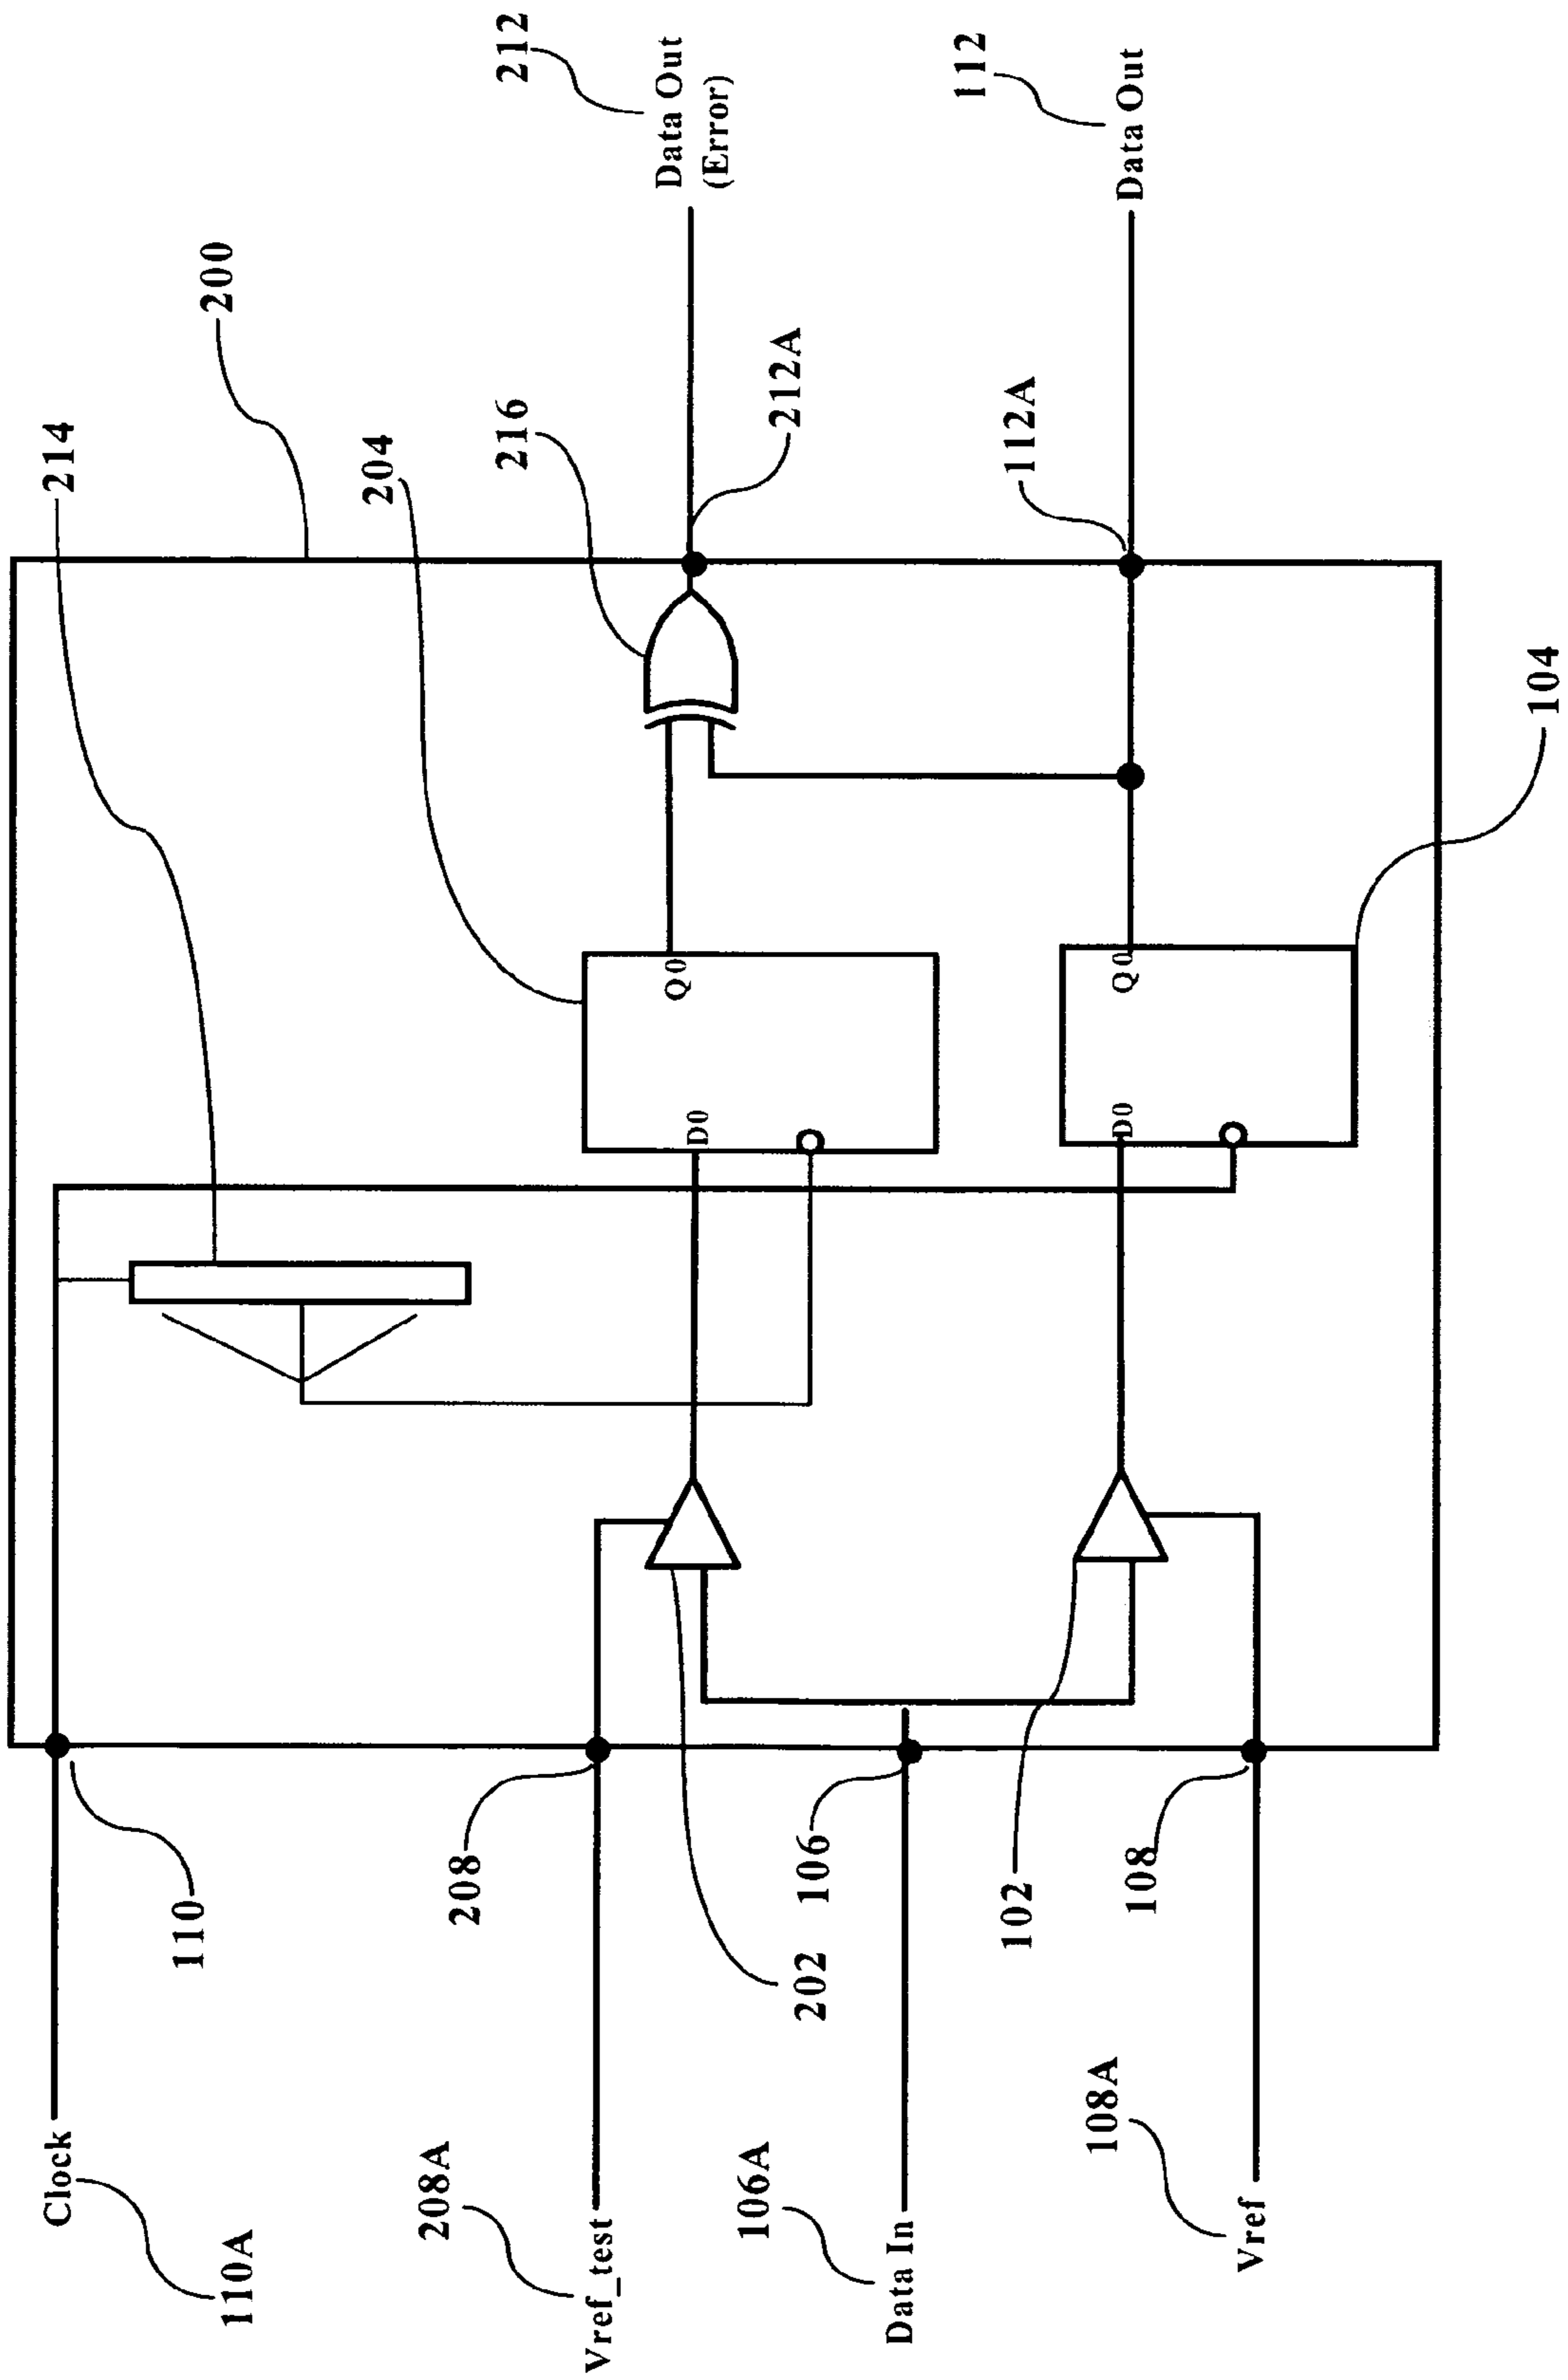 Clock
110A
Vref_test
208A
Data In
106A
Vref
108A
110
208
202
106
102
108
214
200
204
216
212A
112A
104
D0
Q0
D0
Q0
212
Data Out
(Error)
112
Data Out